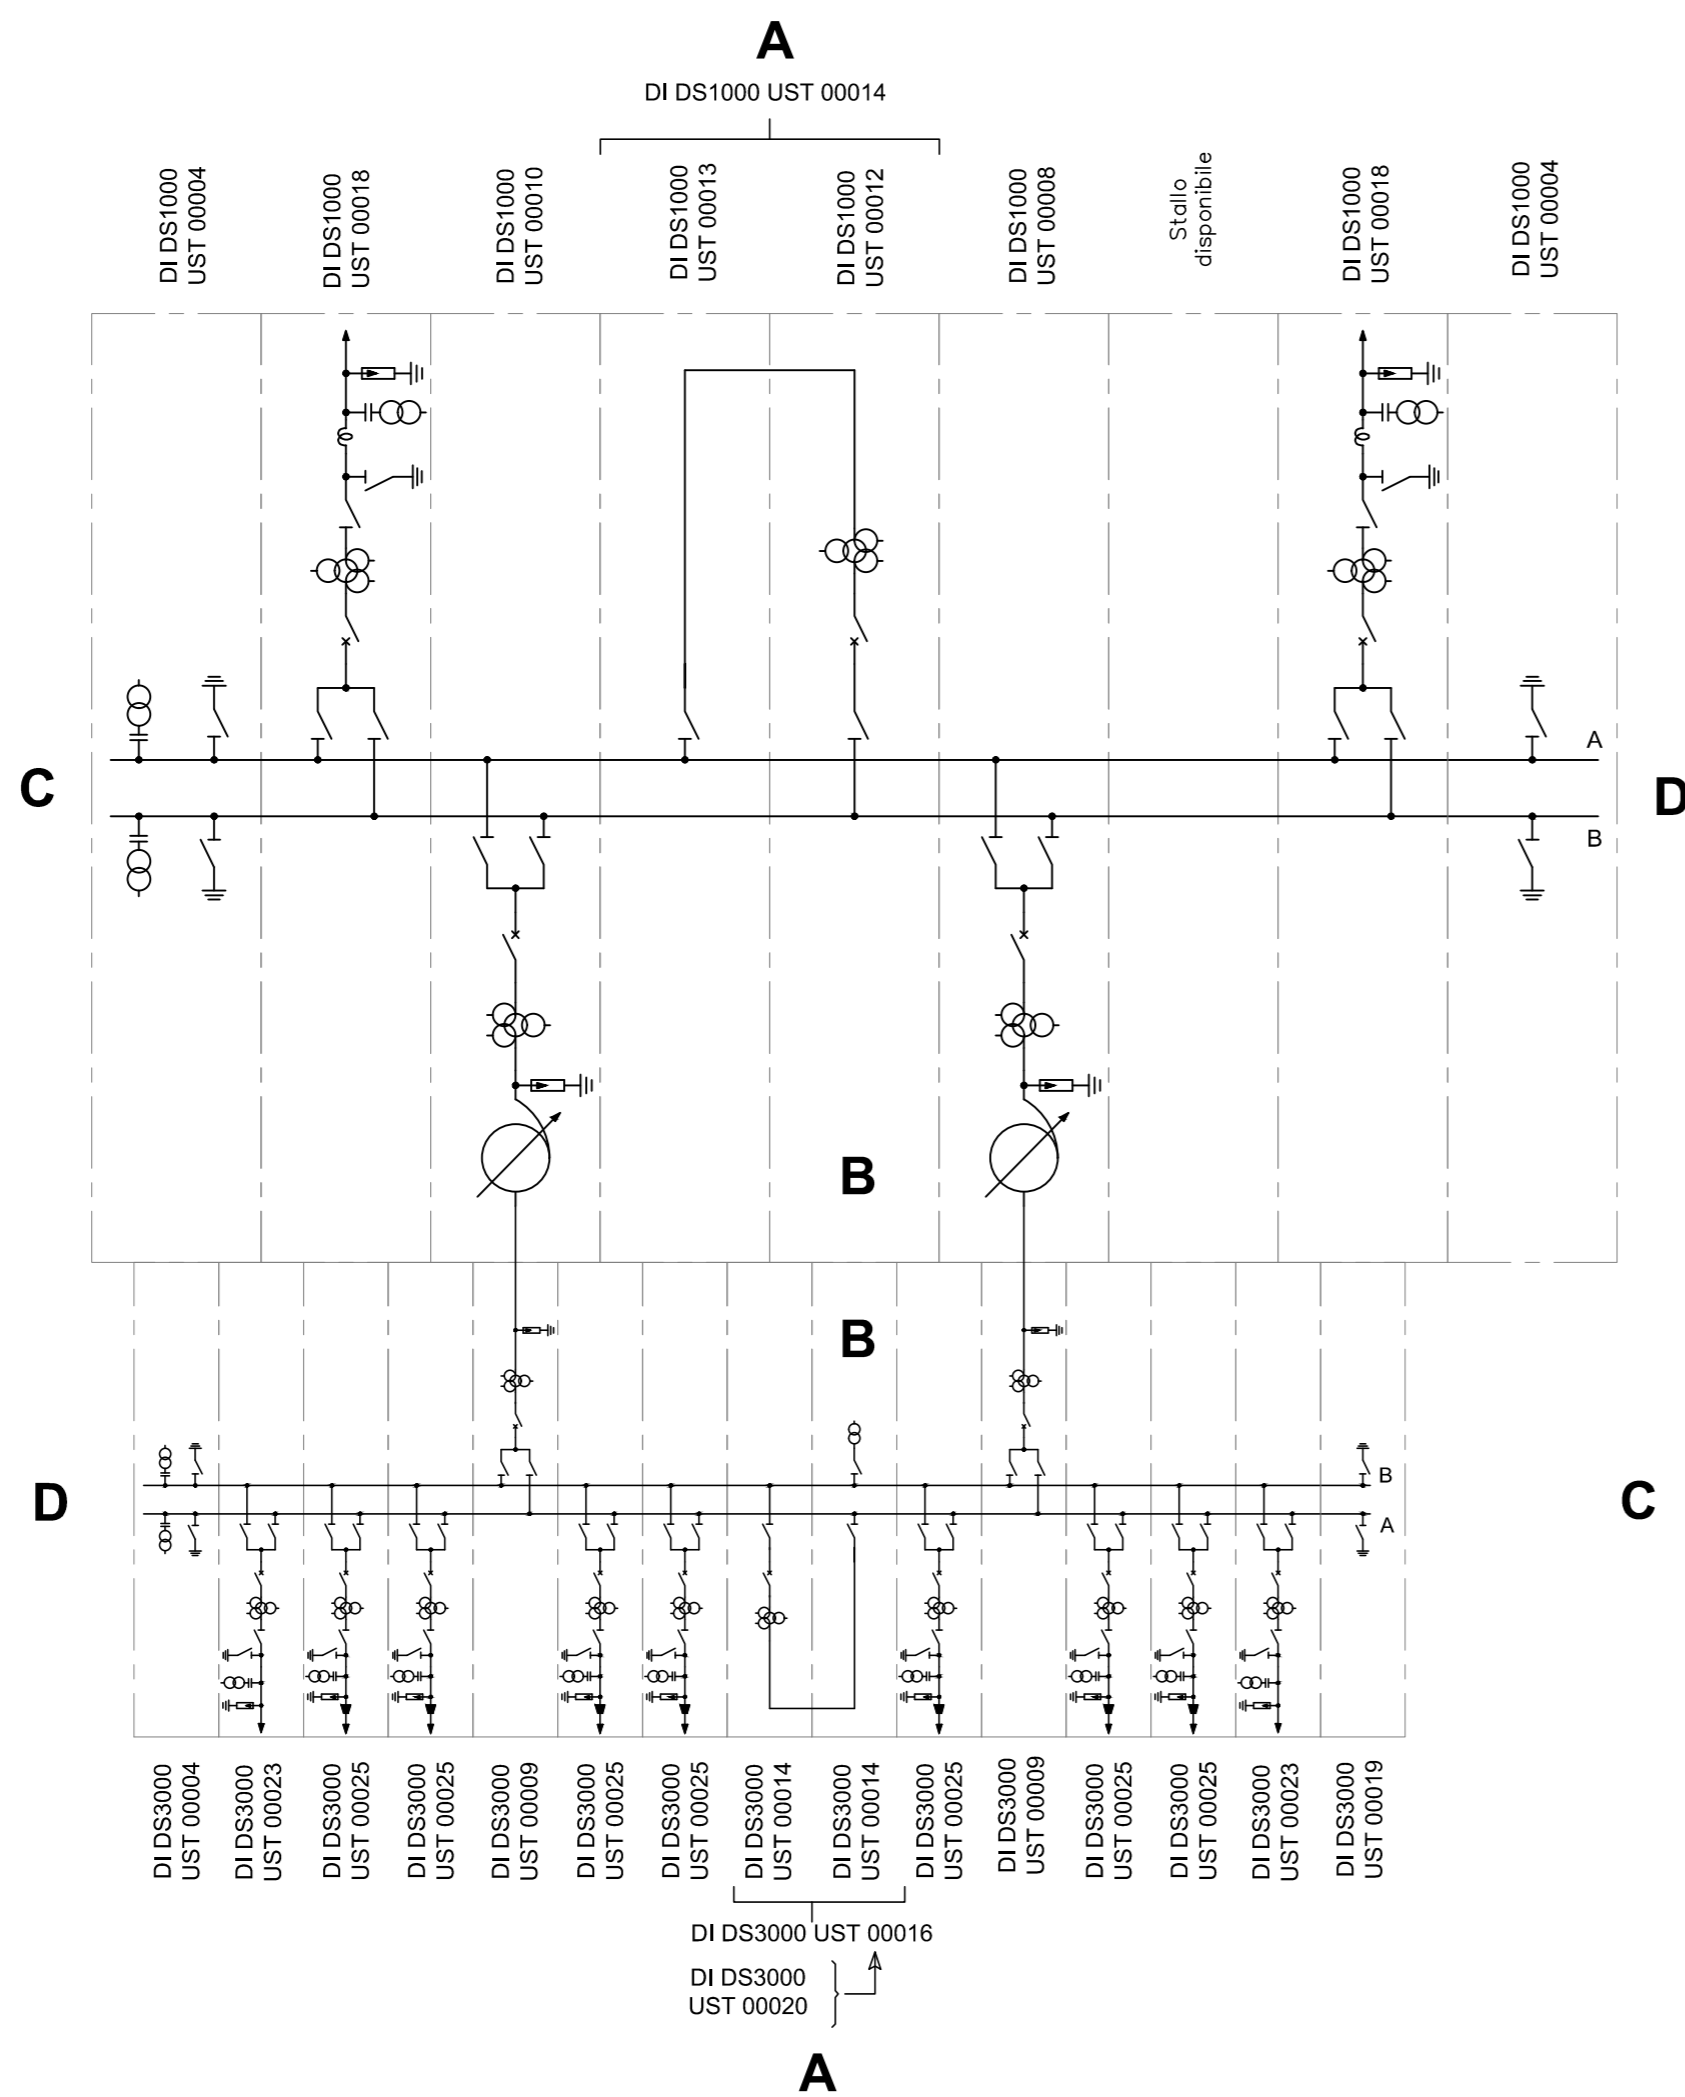 A
DI DS1000 UST 00014
DI DS1000
UST 00004
DI DS1000
UST 00018
DI DS1000
UST 00010
DI DS1000
UST 00013
DI DS1000
UST 00012
DI DS1000
UST 00008
Stallo
disponibile
DI DS1000
UST 00018
DI DS1000
UST 00004
A
C
D
B
B
B
B
D
C
A
DI DS3000
UST 00004
DI DS3000
UST 00023
DI DS3000
UST 00025
DI DS3000
UST 00025
DI DS3000
UST 00009
DI DS3000
UST 00025
DI DS3000
UST 00025
DI DS3000
UST 00014
DI DS3000
UST 00014
DI DS3000
UST 00025
DI DS3000
UST 00009
DI DS3000
UST 00025
DI DS3000
UST 00025
DI DS3000
UST 00023
DI DS3000
UST 00019
DI DS3000 UST 00016
DI DS3000
UST 00020
A